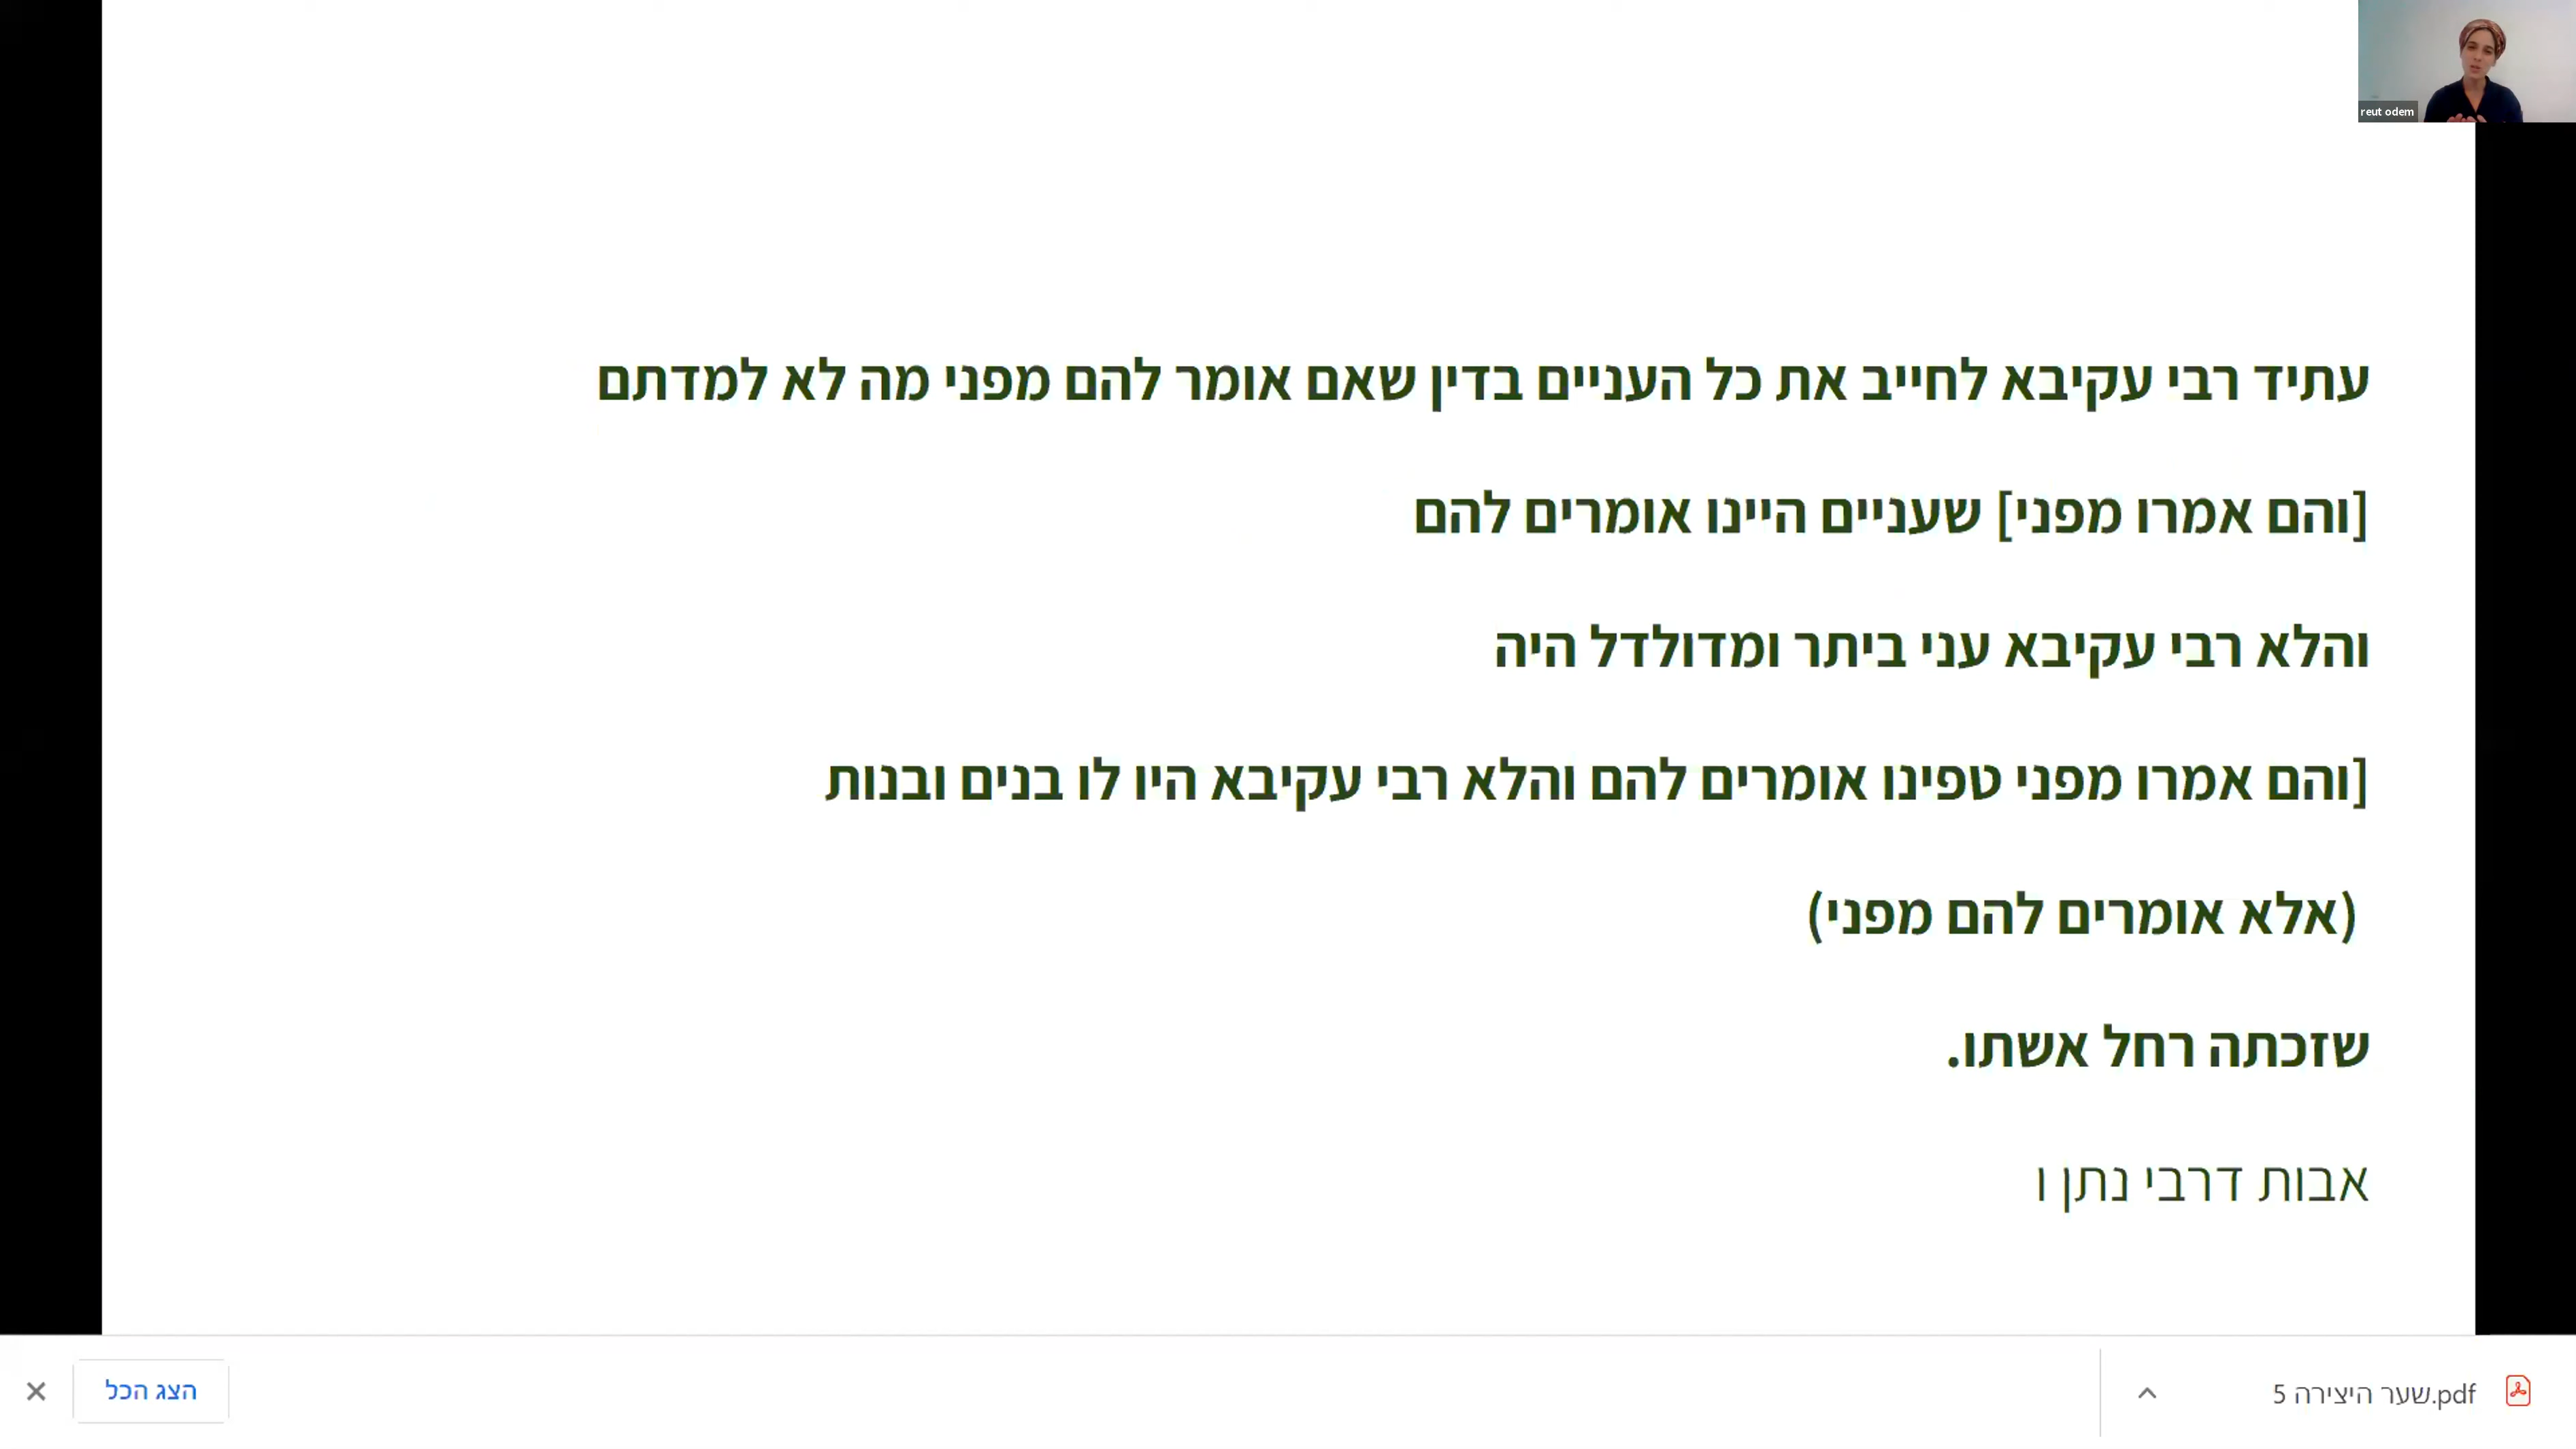 reut odem
עתיד רבי עקיבא לחייב את כל העניים בדין שאם אומר להם מפני מה לא למדתם
[והם אמרו מפני] שעניים היינו אומרים להם
והלא רבי עקיבא עני ביתר ומדולדל היה
[והם אמרו מפני טפינו אומרים להם והלא רבי עקיבא היו לו בנים ובנות
(אלא אומרים להם מפני)
שזכתה רחל אשתו.
אבות דרבי נתן ו
שער היצירה 5.pdf
הצג הכל